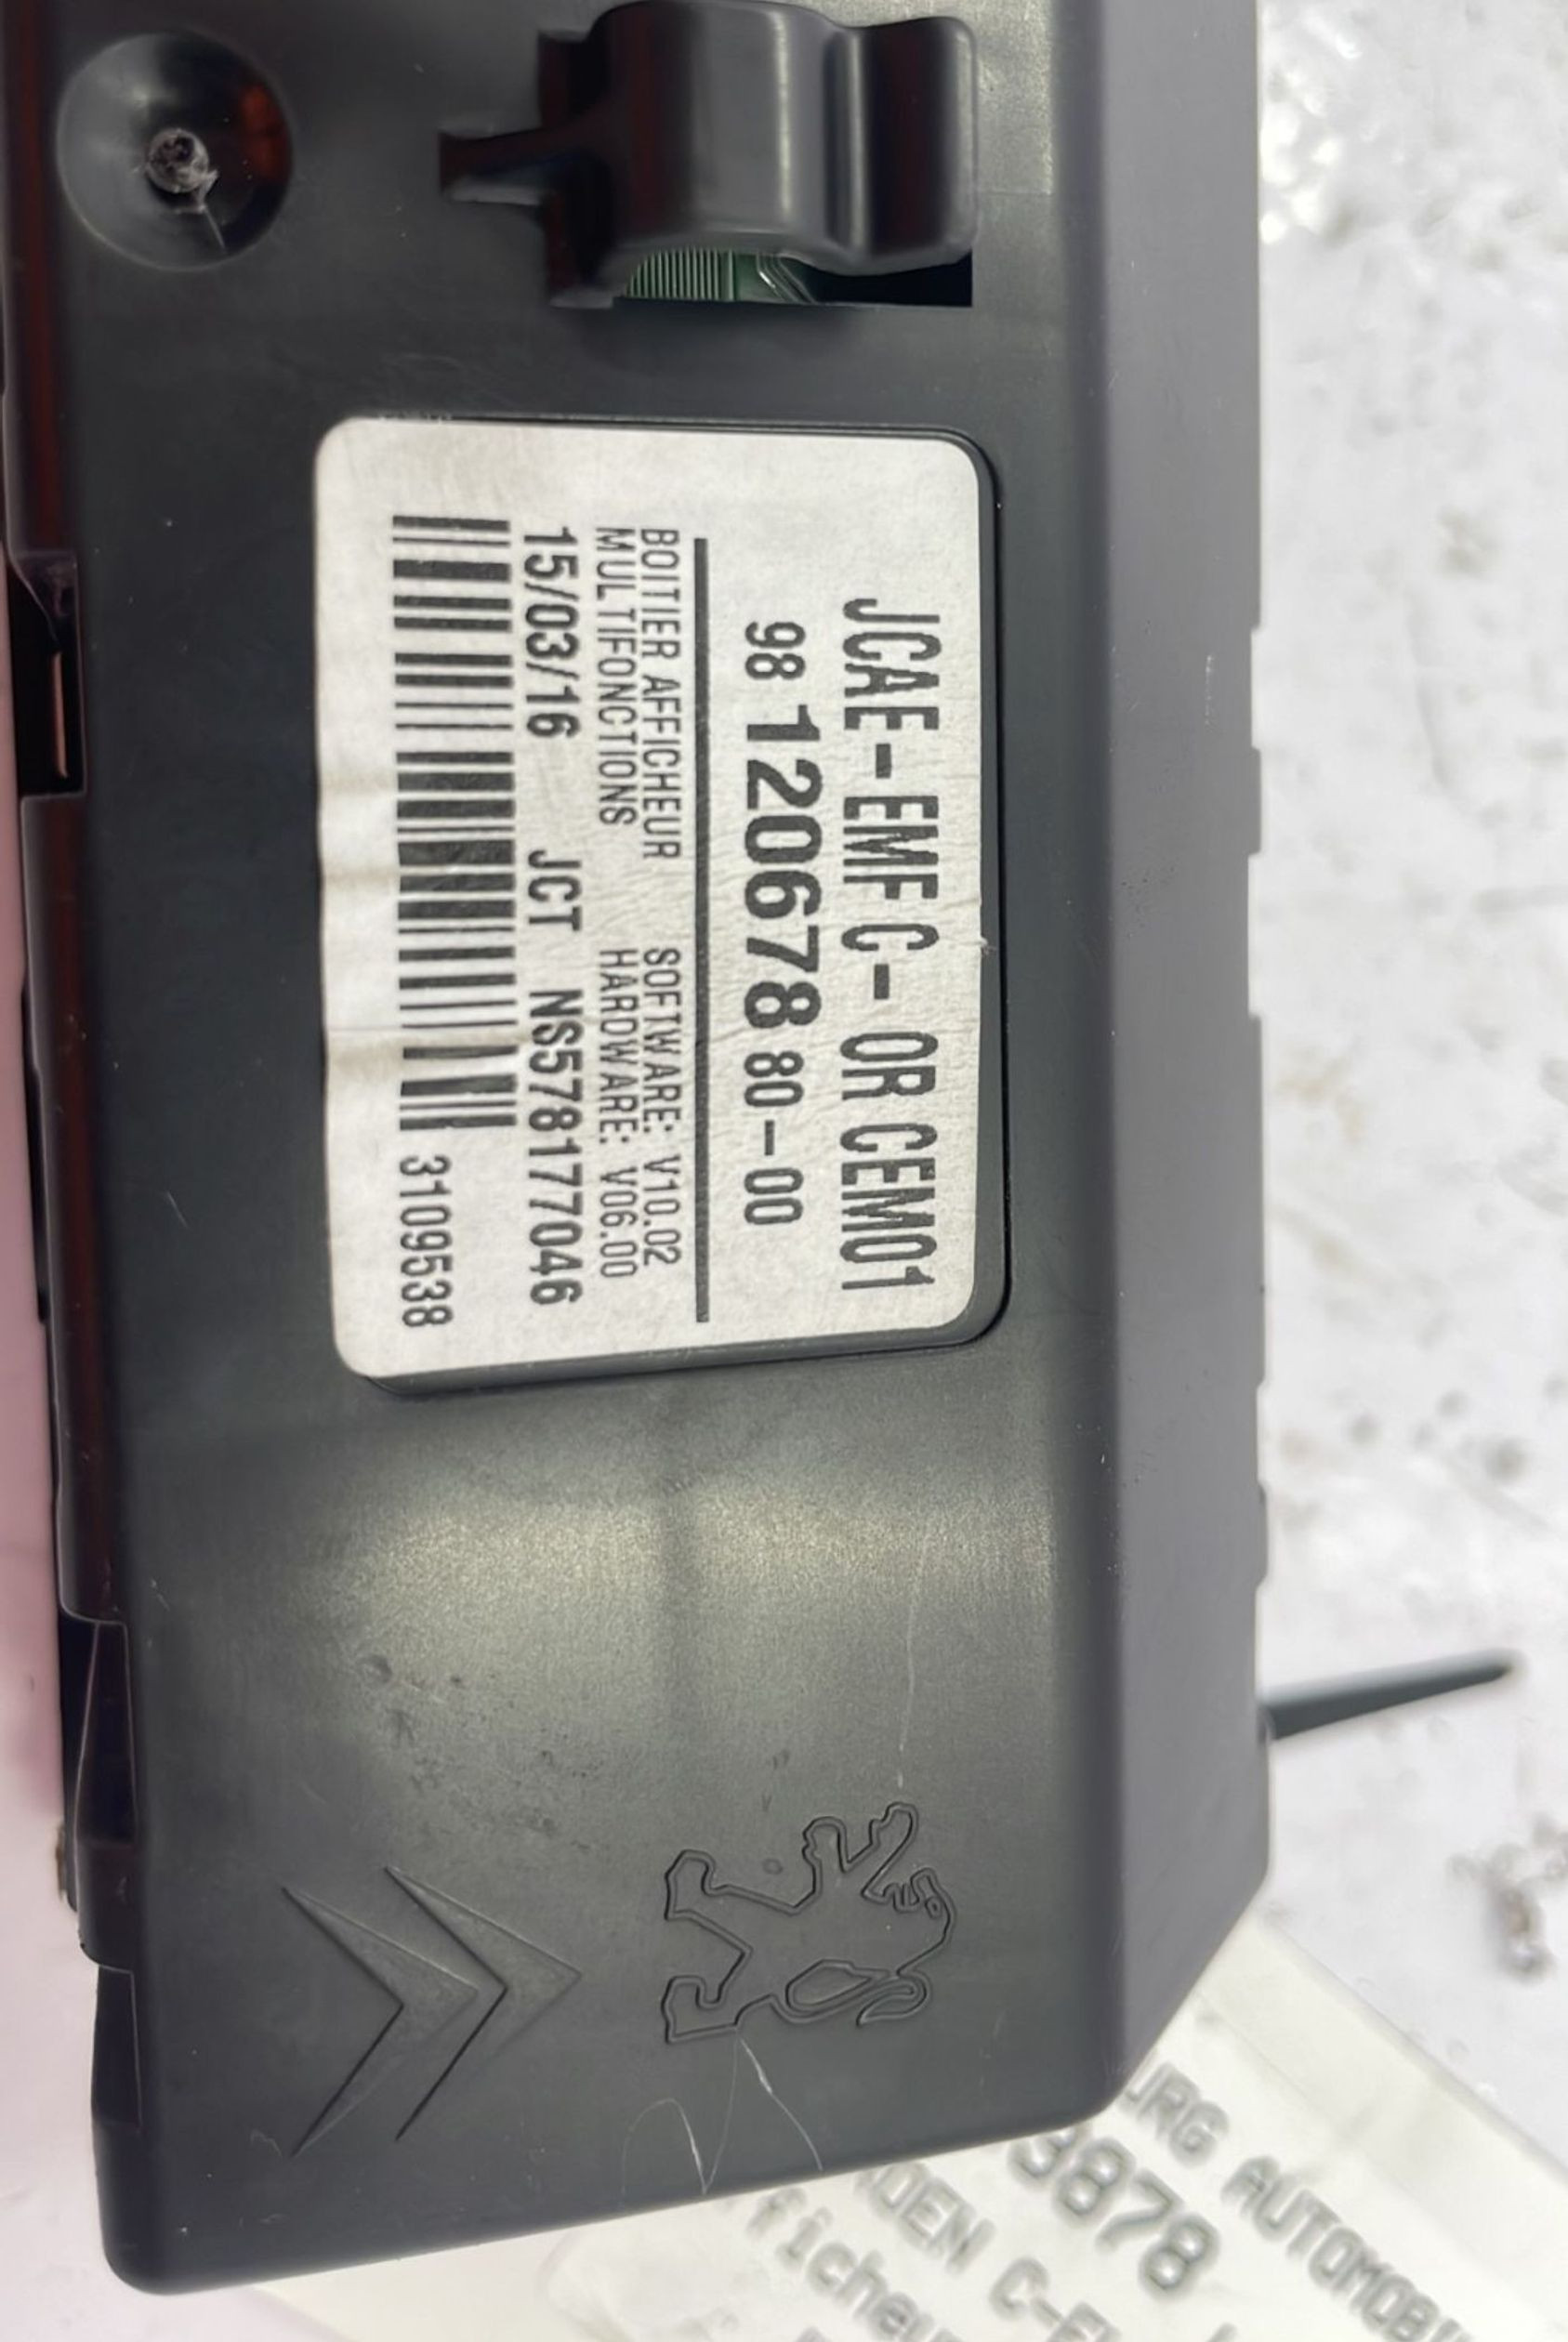 JCAE-EMF C- OR CEM01
98 120678 80-00
BOITIER AFFICHEUR SOFTWARE: V10.02
MULTIFONCTIONS HARDWARE: V06.00
15/03/16 JCT NS578177046
3109538
3878
C-